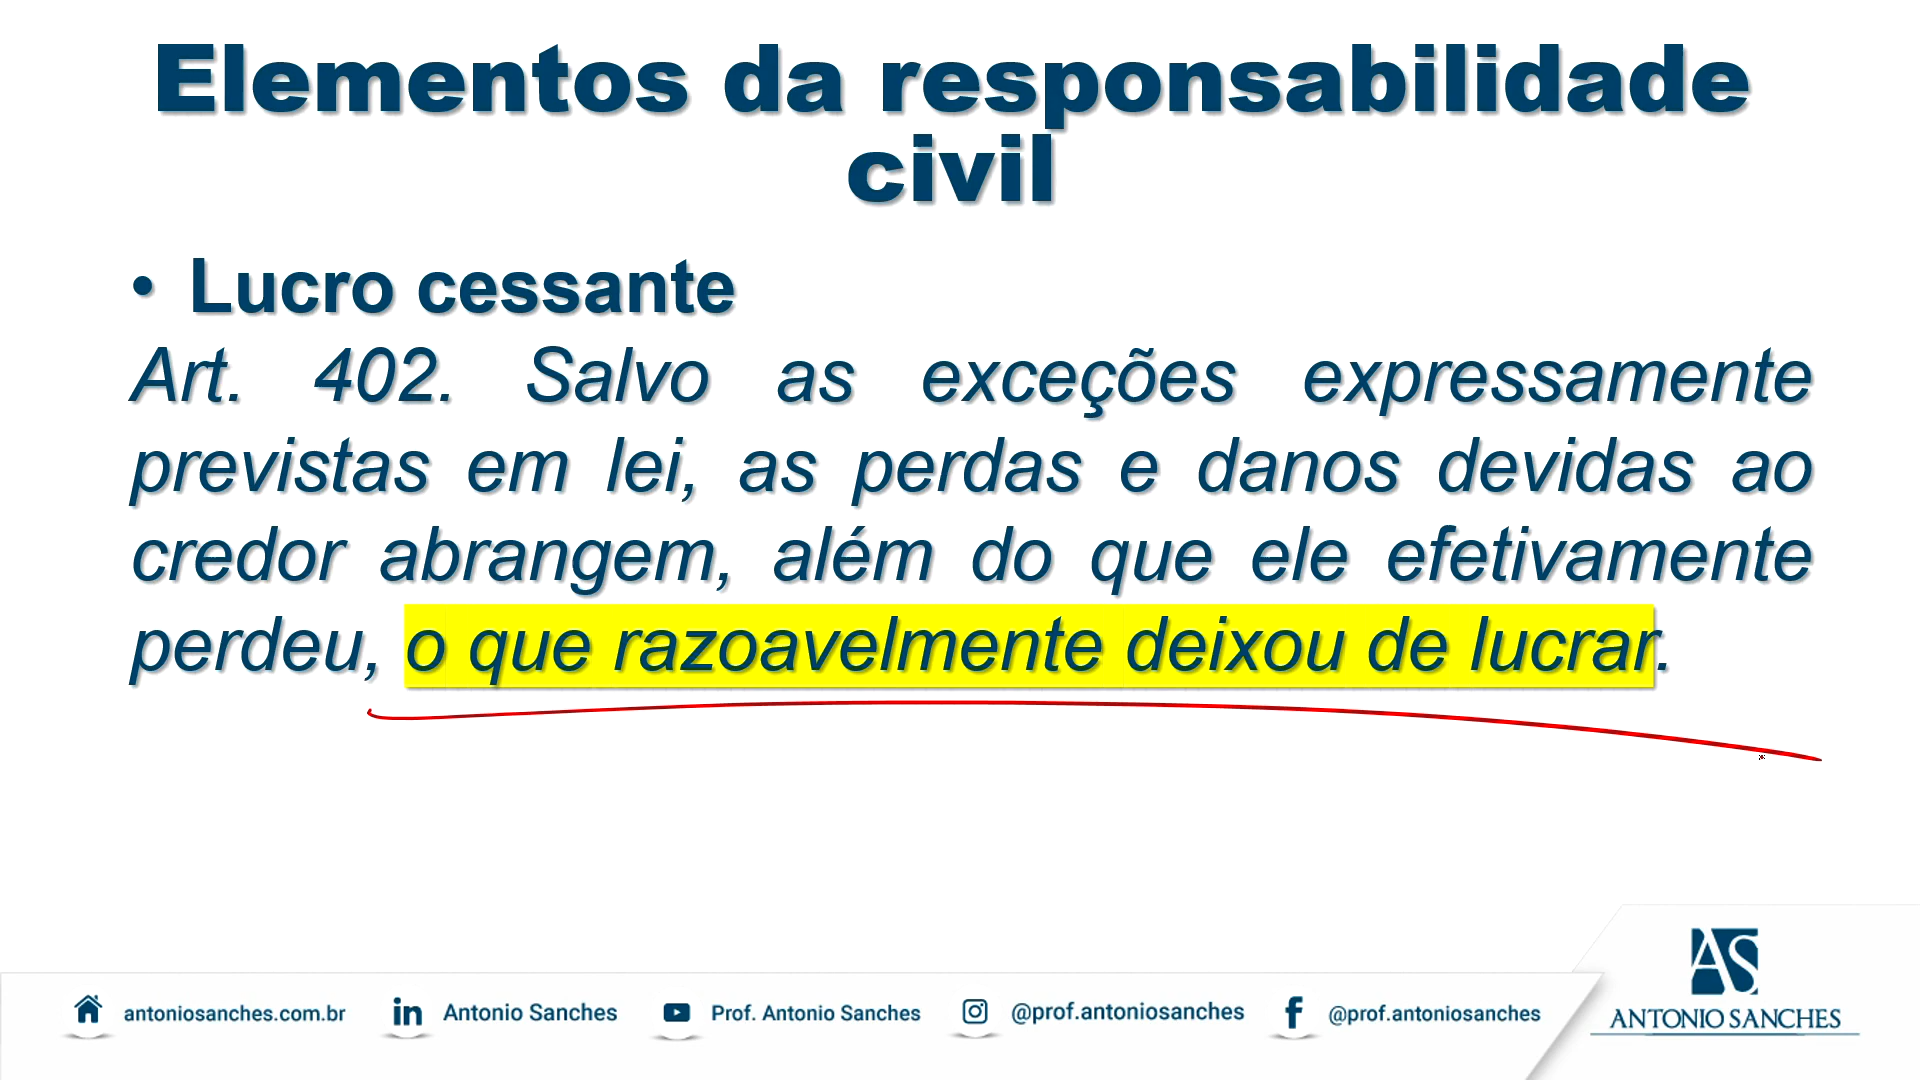 Elementos da responsabilidade
civil
• Lucro cessante
Art. 402. Salvo as exceções expressamente
previstas em lei, as perdas e danos devidas ao
credor abrangem, além do que ele efetivamente
perdeu, o que razoavelmente deixou de lucrar.
antoniosanches.com.br
Antonio Sanches
Prof. Antonio Sanches
@prof.antoniosanches
@prof.antoniosanches
AS
ANTONIO SANCHES